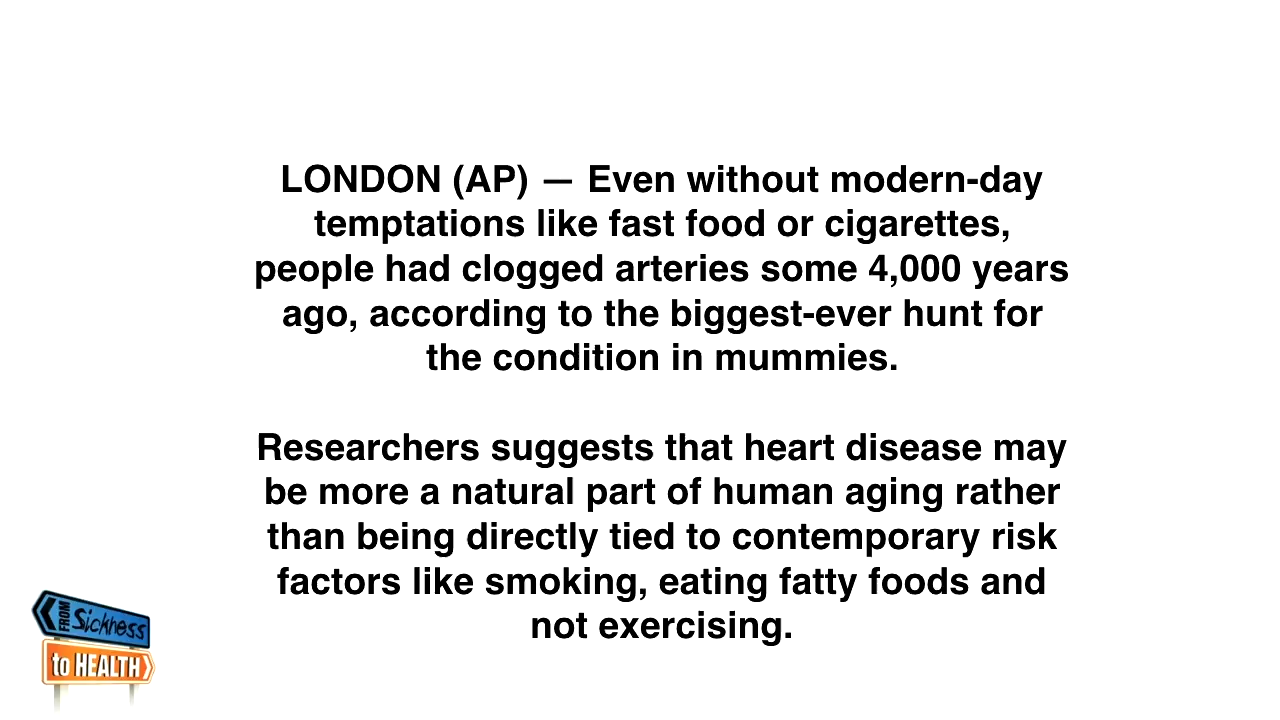 LONDON (AP) — Even without modern-day
temptations like fast food or cigarettes,
people had clogged arteries some 4,000 years
ago, according to the biggest-ever hunt for
the condition in mummies.
Researchers suggests that heart disease may
be more a natural part of human aging rather
than being directly tied to contemporary risk
factors like smoking, eating fatty foods and
not exercising.
FROM Sickness
to HEALTH